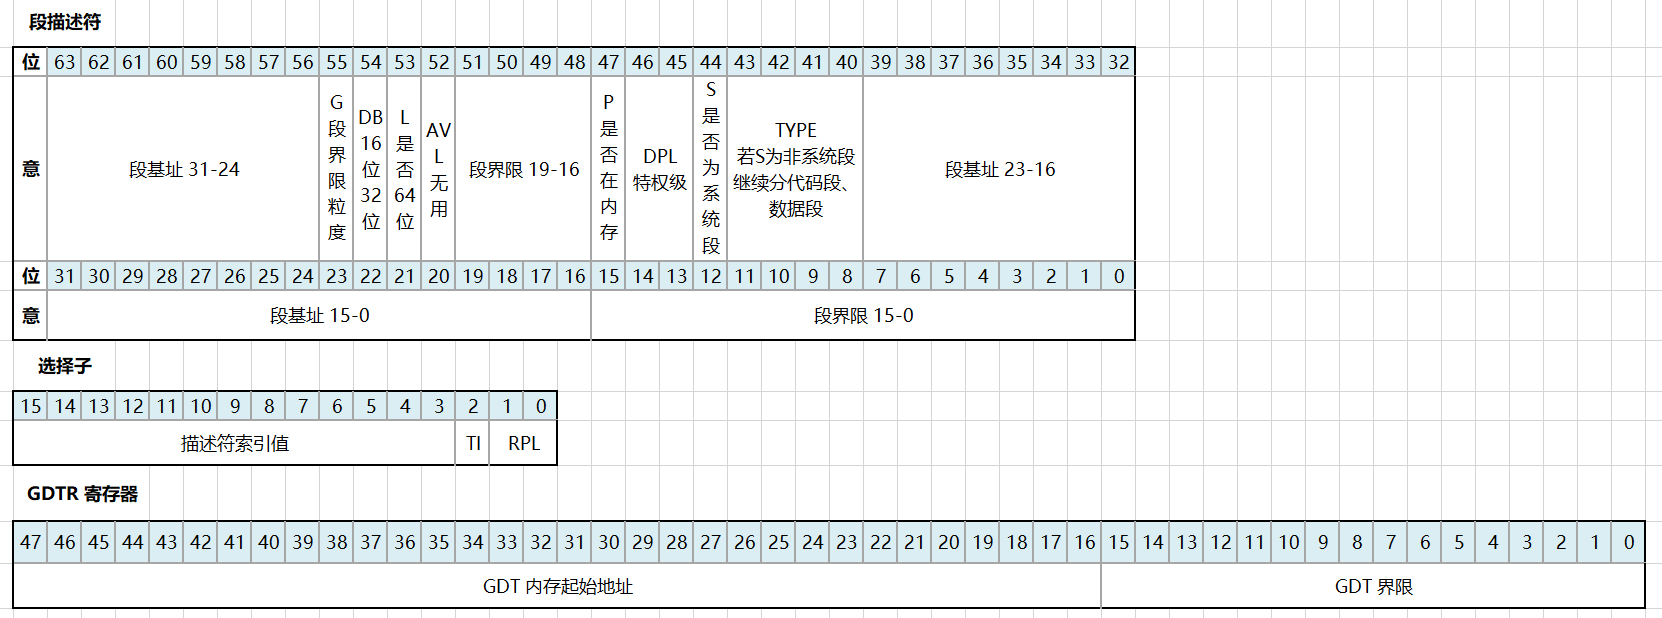 段描述符
位 63 62 61 60 59 58 57 56 55 54 53 52 51 50 49 48 47 46 45 44 43 42 41 40 39 38 37 36 35 34 33 32
意
段基址 31-24
G
段
界
限
粒
度
DB
16
位
32
位
L
是
否
64
位
AV
L
无
用
段界限 19-16
P
是
否
在
内
存
DPL
特权级
S
是
否
为
系
统
段
TYPE
若S为非系统段
继续分代码段、
数据段
段基址 23-16
位 31 30 29 28 27 26 25 24 23 22 21 20 19 18 17 16 15 14 13 12 11 10 9 8 7 6 5 4 3 2 1 0
意 段基址 15-0 段界限 15-0
选择子
15 14 13 12 11 10 9 8 7 6 5 4 3 2 1 0
描述符索引值 TI RPL
GDTR 寄存器
47 46 45 44 43 42 41 40 39 38 37 36 35 34 33 32 31 30 29 28 27 26 25 24 23 22 21 20 19 18 17 16 15 14 13 12 11 10 9 8 7 6 5 4 3 2 1 0
GDT 内存起始地址 GDT 界限